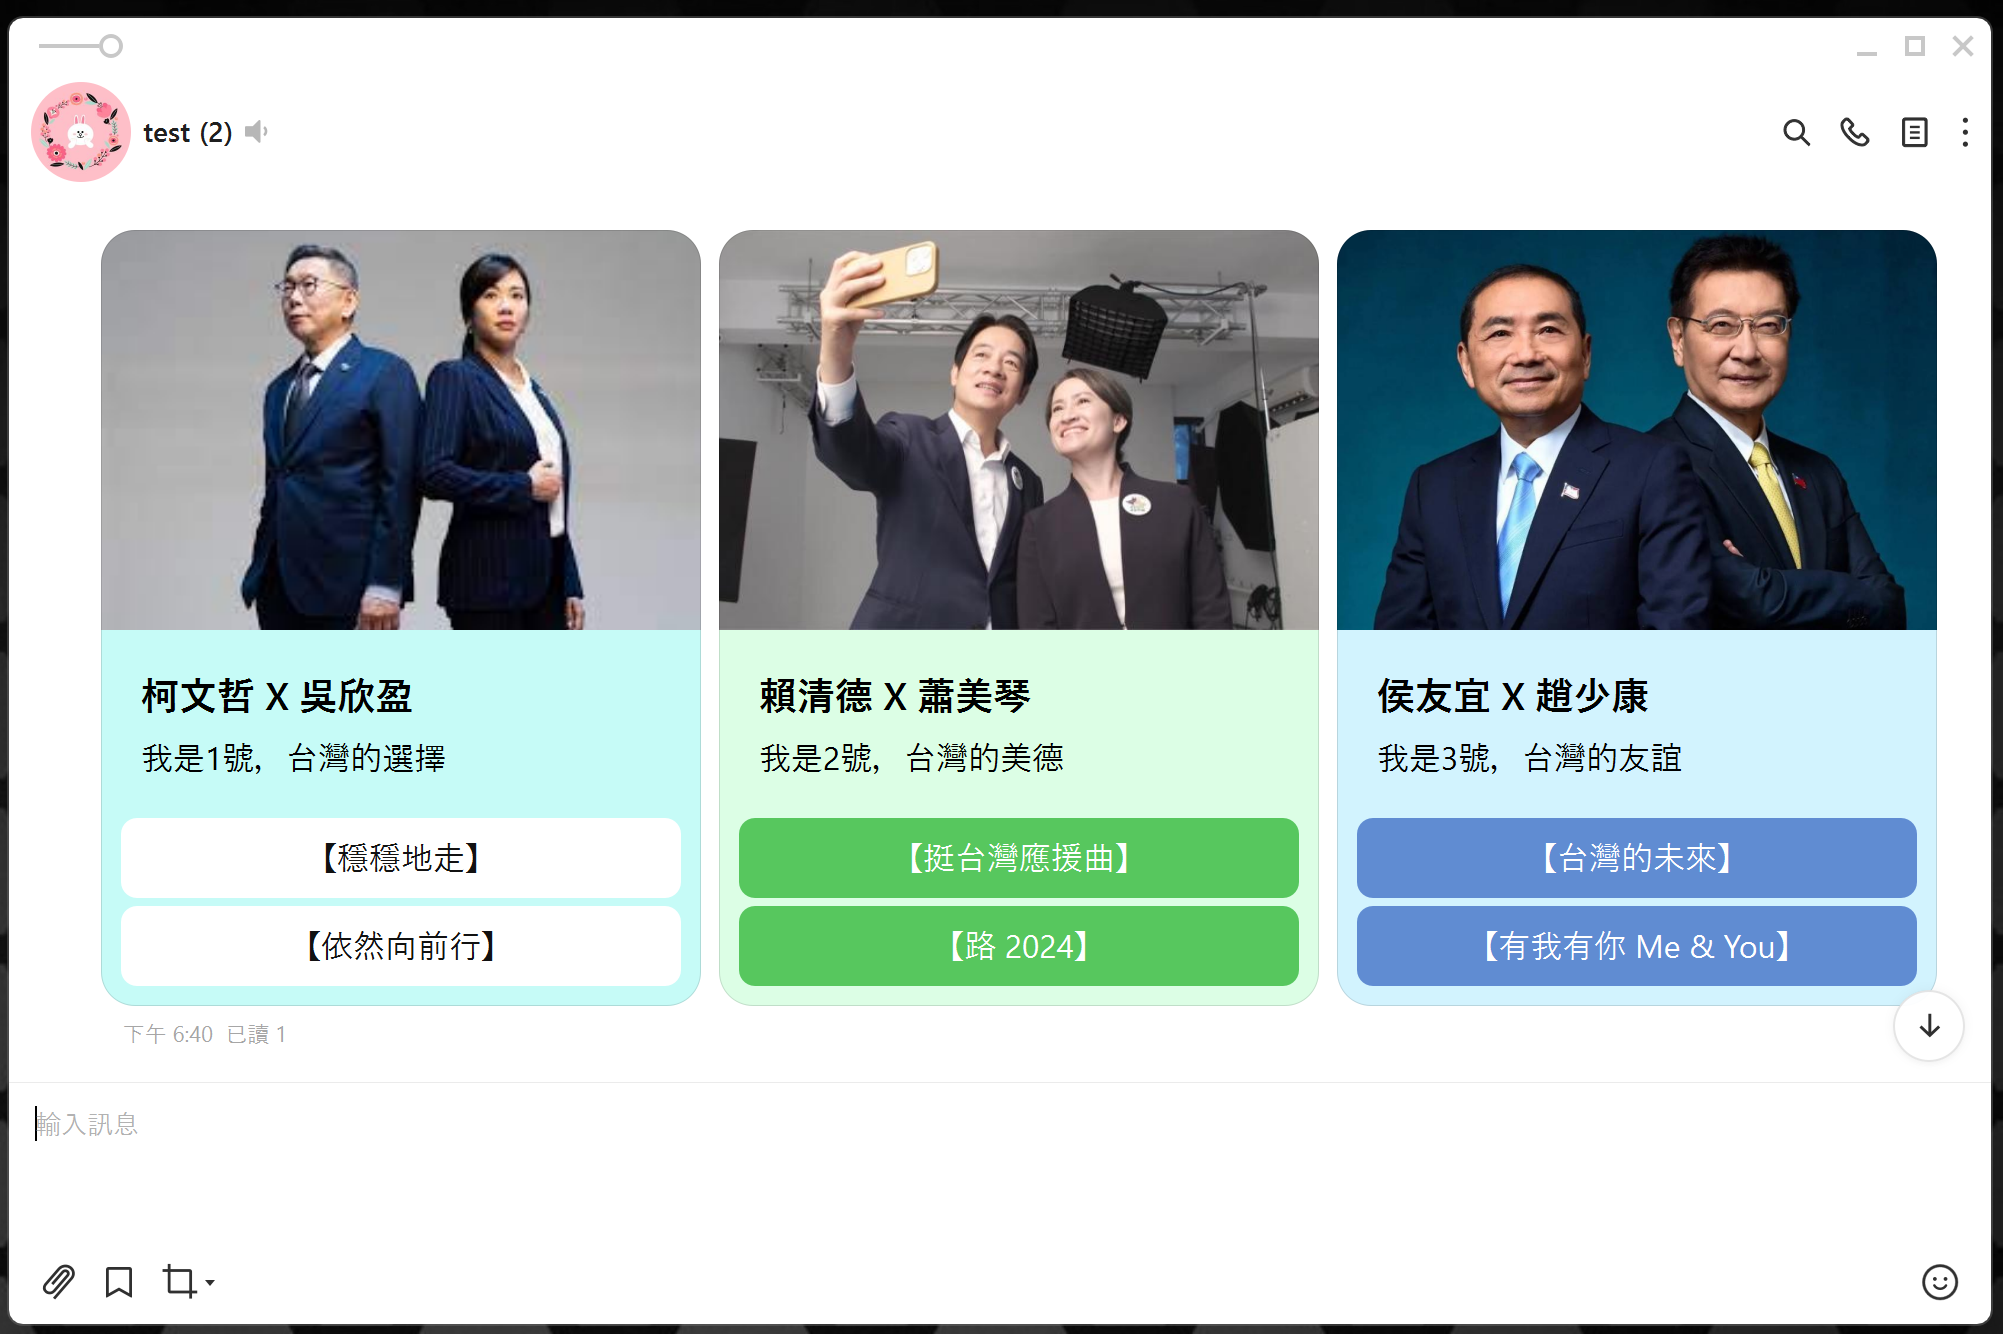 test (2)
柯文哲 X 吳欣盈
我是1號，台灣的選擇
【穩穩地走】
【依然向前行】
賴清德 X 蕭美琴
我是2號，台灣的美德
【挺台灣應援曲】
【路 2024】
侯友宜 X 趙少康
我是3號，台灣的友誼
【台灣的未來】
【有我有你 Me & You】
下午 6:40 已讀 1
輸入訊息